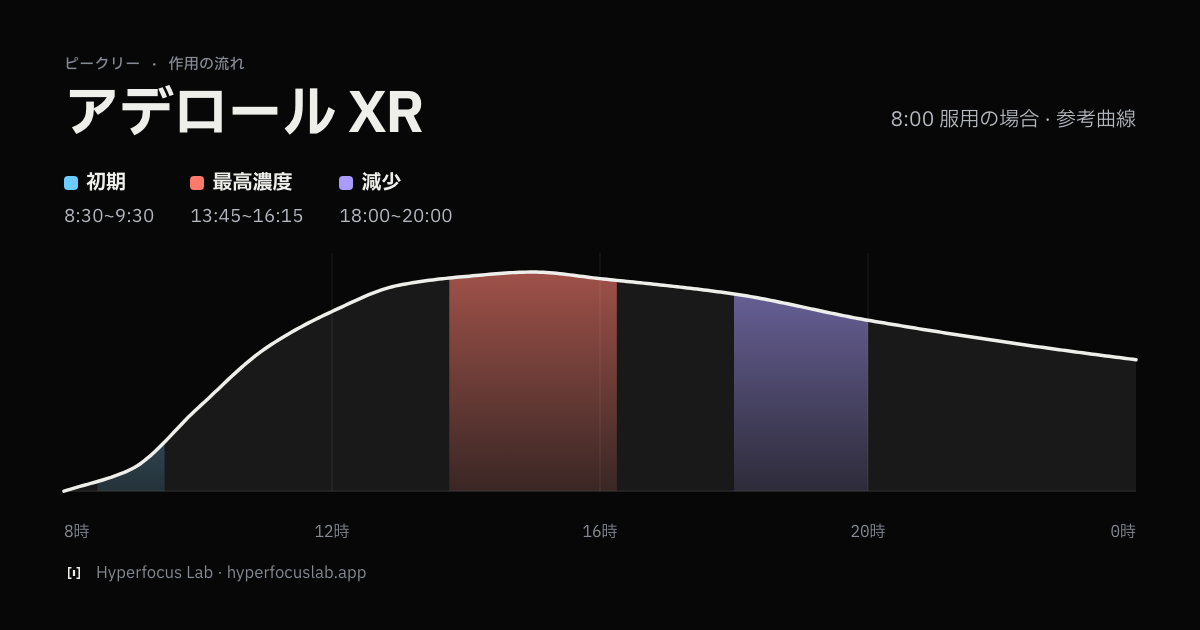 ピークリー · 作用の流れ
アデロール XR
8:00 服用の場合 · 参考曲線
初期 最高濃度 減少
8:30~9:30 13:45~16:15 18:00~20:00
8時 12時 16時 20時 0時
Hyperfocus Lab · hyperfocuslab.app